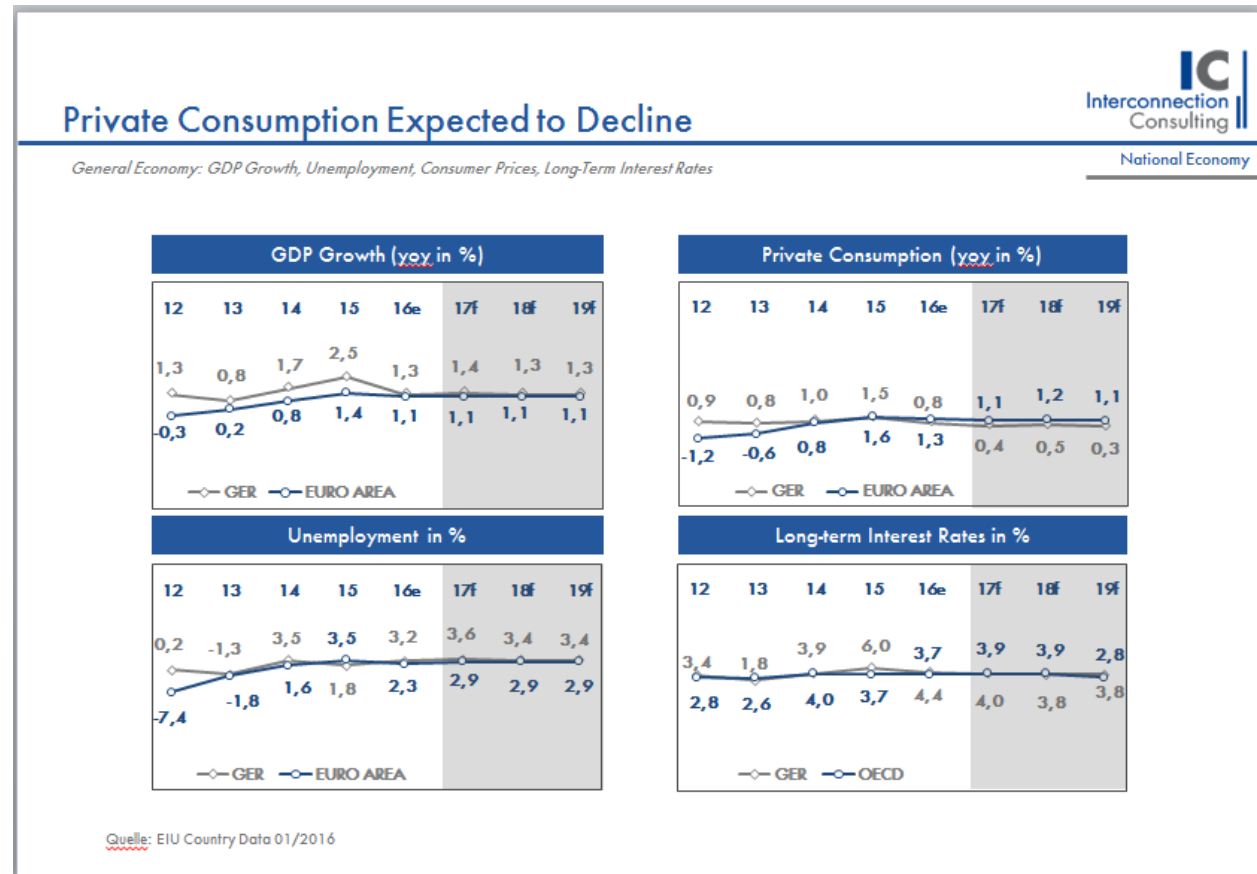 IC
Interconnection
Consulting
Private Consumption Expected to Decline
National Economy
General Economy: GDP Growth, Unemployment, Consumer Prices, Long-Term Interest Rates
GDP Growth (yoy in %)
12 13 14 15 16e 17f 18f 19f
1,3 0,8 1,7 2,5 1,3 1,4 1,3 1,3
-0,3 0,2 0,8 1,4 1,1 1,1 1,1 1,1
GER EURO AREA
Private Consumption (yoy in %)
12 13 14 15 16e 17f 18f 19f
0,9 0,8 1,0 1,5 0,8 1,1 1,2 1,1
-1,2 -0,6 0,8 1,6 1,3 0,4 0,5 0,3
GER EURO AREA
Unemployment in %
12 13 14 15 16e 17f 18f 19f
0,2 -1,3 3,5 3,5 3,2 3,6 3,4 3,4
-7,4 -1,8 1,6 1,8 2,3 2,9 2,9 2,9
GER EURO AREA
Long-term Interest Rates in %
12 13 14 15 16e 17f 18f 19f
3,4 1,8 3,9 6,0 3,7 3,9 3,9 2,8
2,8 2,6 4,0 3,7 4,4 4,0 3,8 3,8
GER OECD
Quelle: EIU Country Data 01/2016